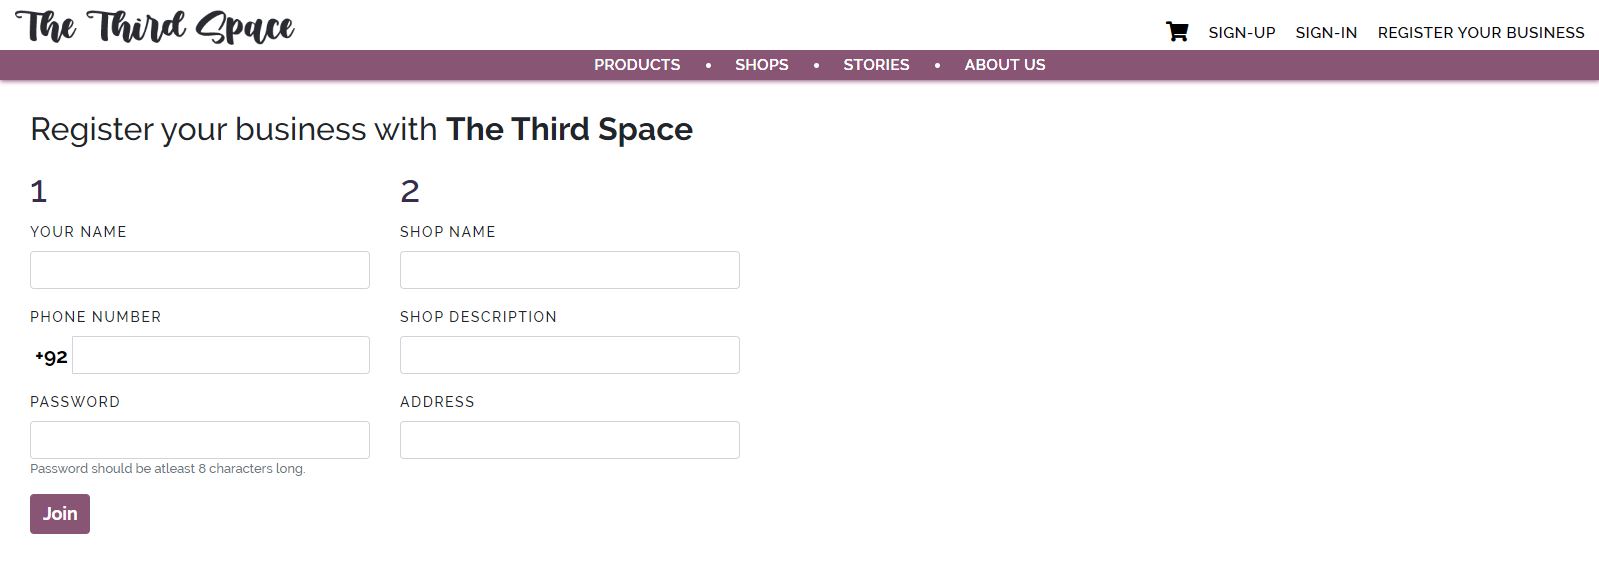 The Third Space
SIGN-UP SIGN-IN REGISTER YOUR BUSINESS
PRODUCTS • SHOPS • STORIES • ABOUT US
Register your business with The Third Space
1
YOUR NAME
PHONE NUMBER
+92
PASSWORD
Password should be atleast 8 characters long.
Join
2
SHOP NAME
SHOP DESCRIPTION
ADDRESS